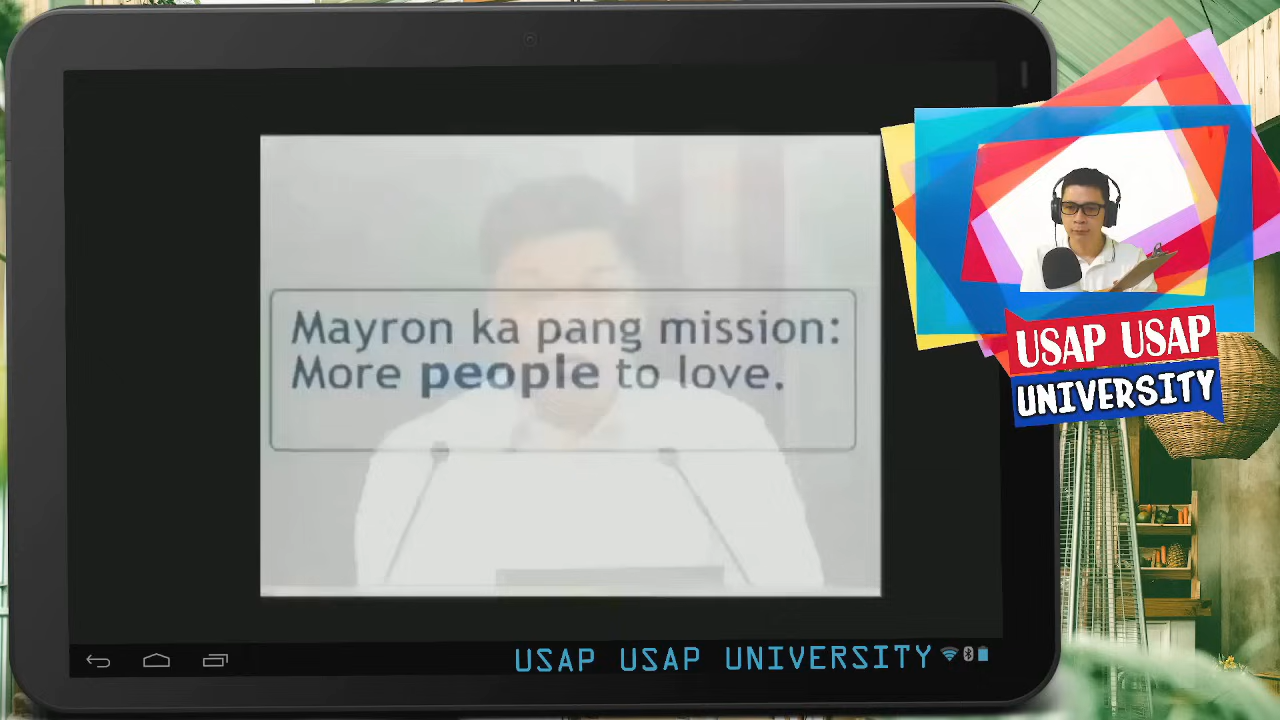 Mayron ka pang mission:
More people to love.
USAP USAP
UNIVERSITY
USAP USAP UNIVERSITY